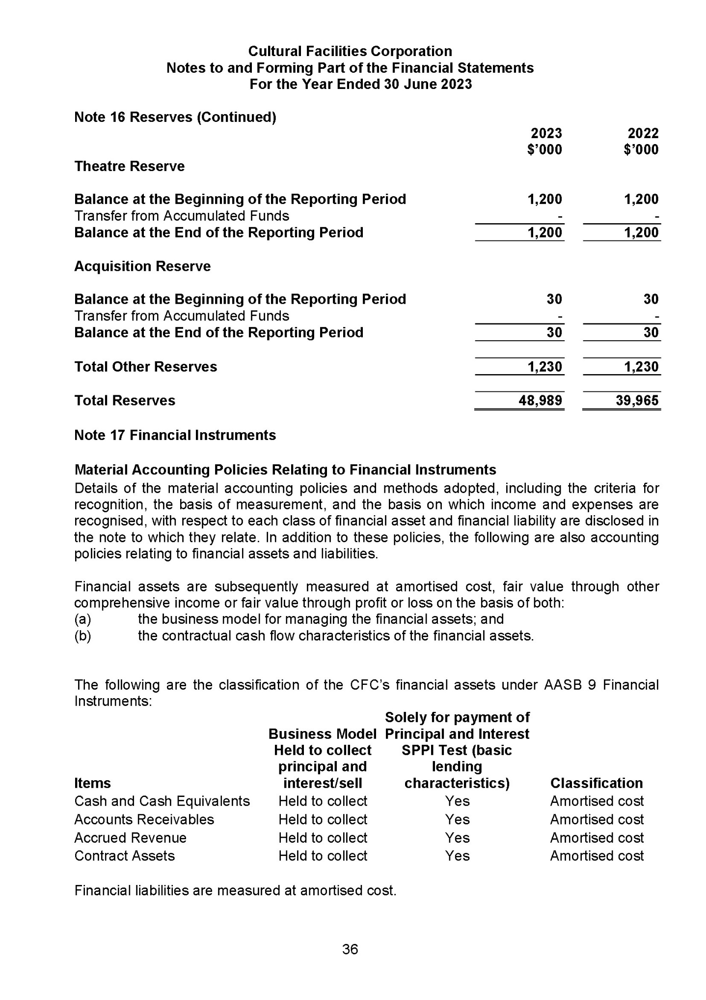 Cultural Facilities Corporation
Notes to and Forming Part of the Financial Statements
For the Year Ended 30 June 2023
Note 16 Reserves (Continued)
2023 2022
$’000 $’000
Theatre Reserve
Balance at the Beginning of the Reporting Period 1,200 1,200
Transfer from Accumulated Funds - -
Balance at the End of the Reporting Period 1,200 1,200
Acquisition Reserve
Balance at the Beginning of the Reporting Period 30 30
Transfer from Accumulated Funds - -
Balance at the End of the Reporting Period 30 30
Total Other Reserves 1,230 1,230
Total Reserves 48,989 39,965
Note 17 Financial Instruments
Material Accounting Policies Relating to Financial Instruments
Details of the material accounting policies and methods adopted, including the criteria for
recognition, the basis of measurement, and the basis on which income and expenses are
recognised, with respect to each class of financial asset and financial liability are disclosed in
the note to which they relate. In addition to these policies, the following are also accounting
policies relating to financial assets and liabilities.
Financial assets are subsequently measured at amortised cost, fair value through other
comprehensive income or fair value through profit or loss on the basis of both:
(a) the business model for managing the financial assets; and
(b) the contractual cash flow characteristics of the financial assets.
The following are the classification of the CFC’s financial assets under AASB 9 Financial
Instruments:
Solely for payment of
Business Model Principal and Interest
Held to collect SPPI Test (basic
principal and lending
Items interest/sell characteristics) Classification
Cash and Cash Equivalents Held to collect Yes Amortised cost
Accounts Receivables Held to collect Yes Amortised cost
Accrued Revenue Held to collect Yes Amortised cost
Contract Assets Held to collect Yes Amortised cost
Financial liabilities are measured at amortised cost.
36